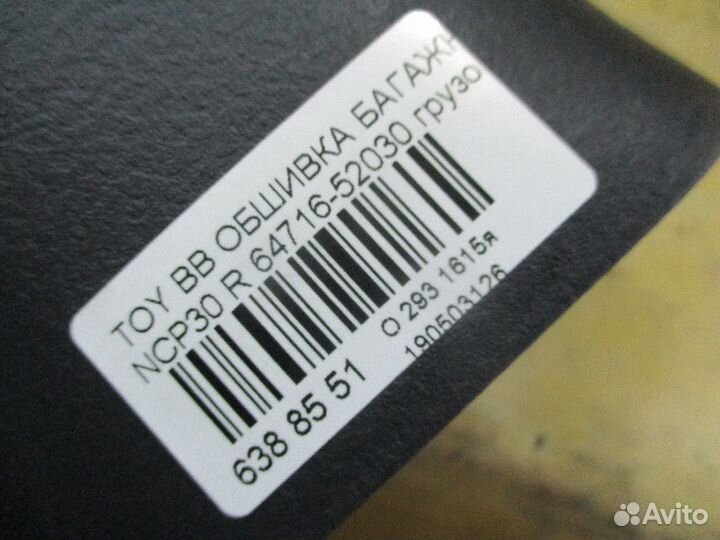 TOY BB ОБШИВКА БАГАЖН
NCP30 R 64716-52030 грузо
638 85 51
О 293 1615я
190503126
Avito